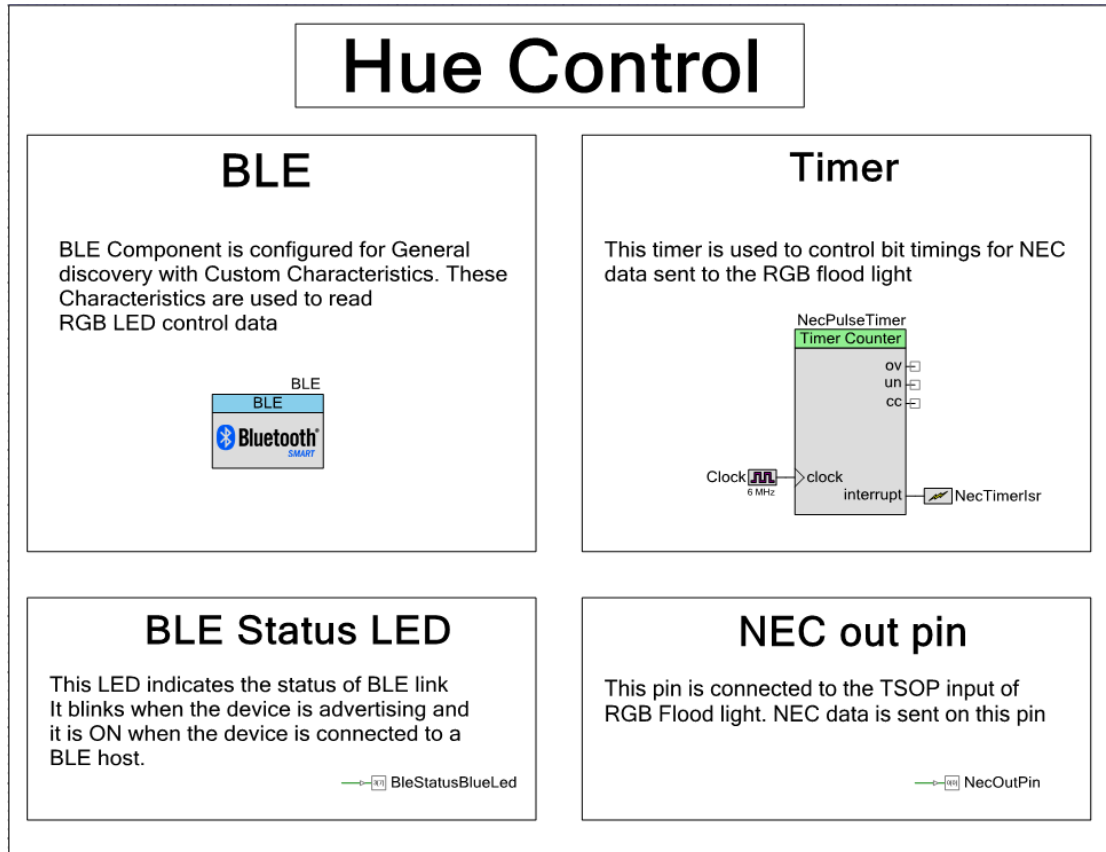 Hue Control
BLE
BLE Component is configured for General
discovery with Custom Characteristics. These
Characteristics are used to read
RGB LED control data
BLE
BLE
Bluetooth®
SMART
Timer
This timer is used to control bit timings for NEC
data sent to the RGB flood light
NecPulseTimer
Timer Counter
ov
un
cc
Clock
6 MHz
clock
interrupt
NecTimerIsr
BLE Status LED
This LED indicates the status of BLE link
It blinks when the device is advertising and
it is ON when the device is connected to a
BLE host.
BleStatusBlueLed
NEC out pin
This pin is connected to the TSOP input of
RGB Flood light. NEC data is sent on this pin
NecOutPin